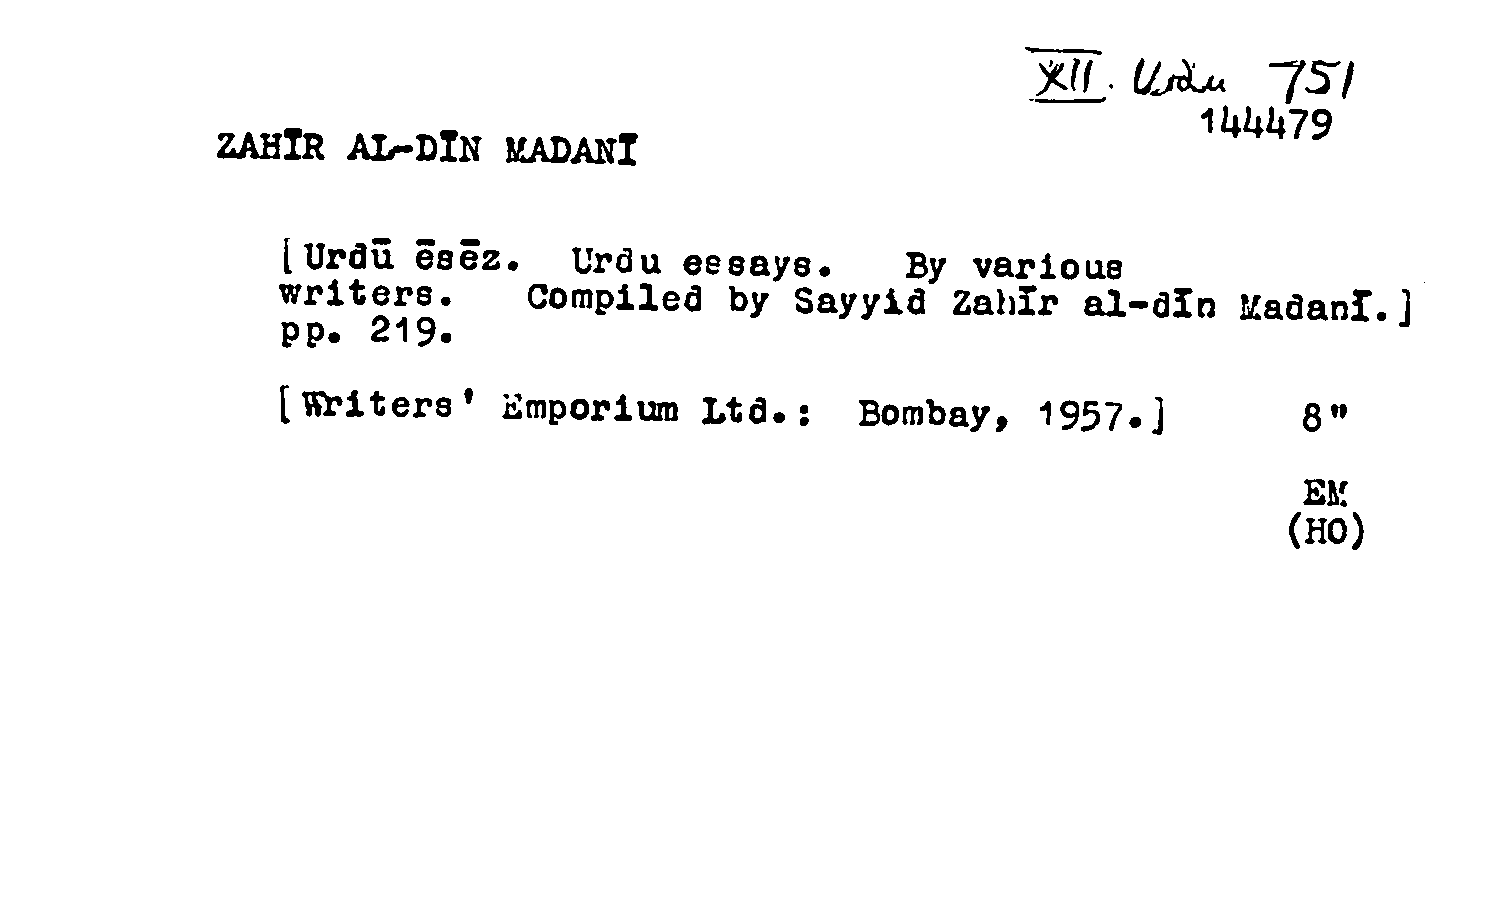 XII. Urdu 751
144479
ZAHĪR AL-DĪN MADANĪ
[Urdū ēsēz. Urdu essays. By various
writers. Compiled by Sayyid Zahīr al-dīn Madanī.]
pp. 219.
[Writers' Emporium Ltd.: Bombay, 1957.] 8"
EM
(HO)